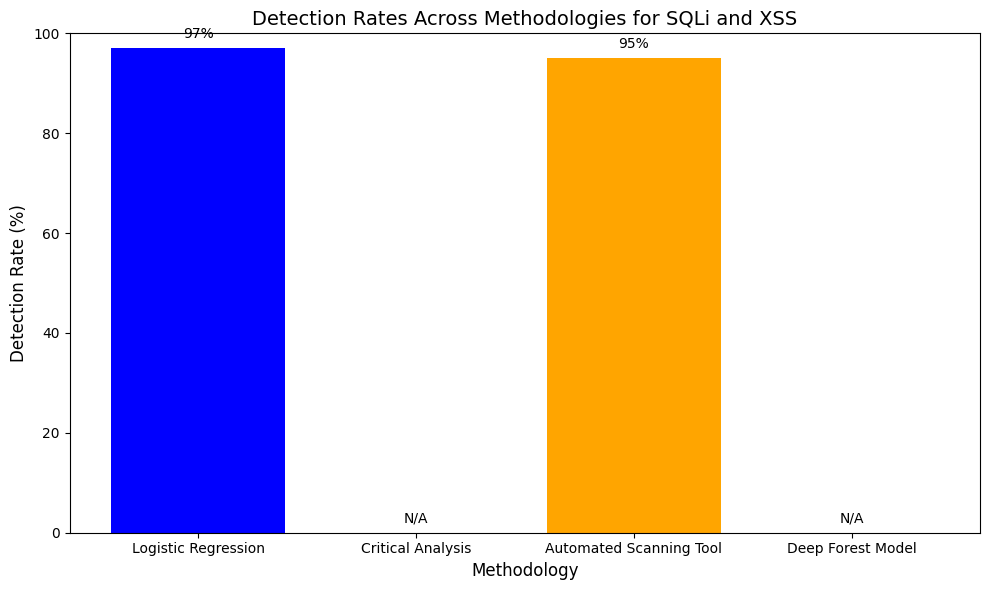 Detection Rates Across Methodologies for SQLi and XSS
97%
95%
N/A
N/A
100
80
60
40
20
0
Detection Rate (%)
Logistic Regression
Critical Analysis
Automated Scanning Tool
Deep Forest Model
Methodology